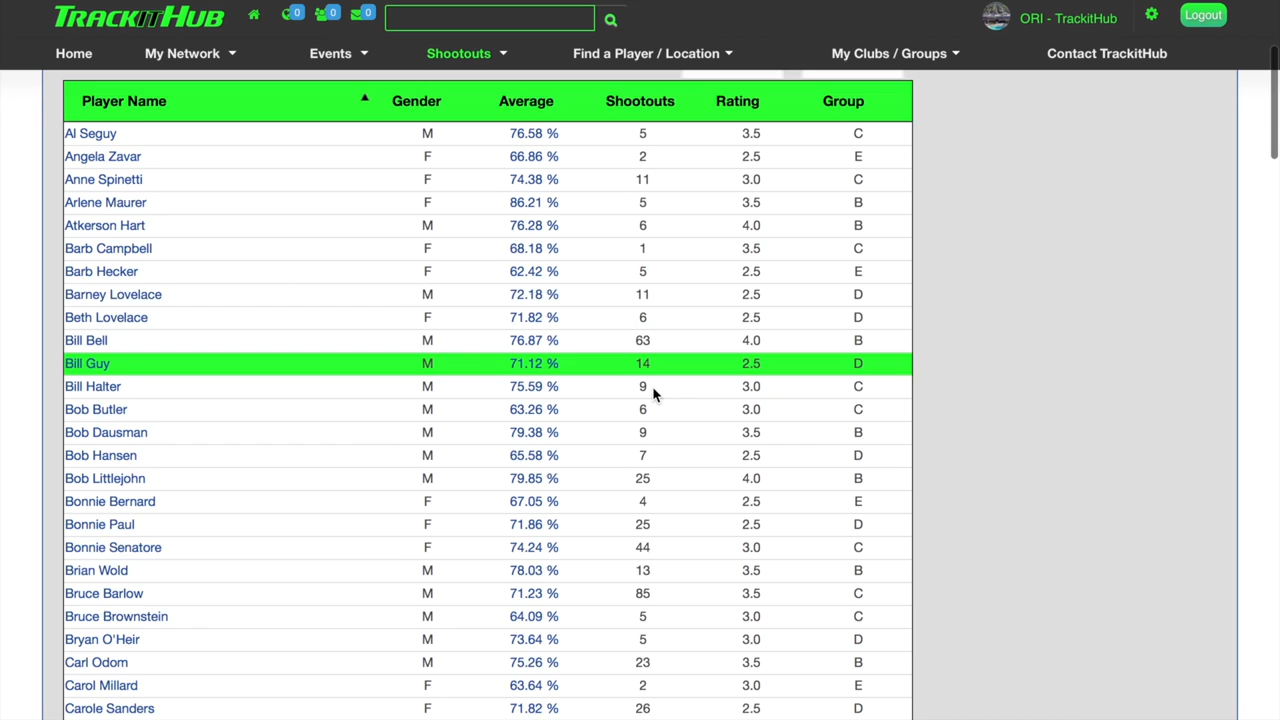 TRACKITHUB 0 0 0 ORI - TrackitHub Logout
Home My Network Events Shootouts Find a Player / Location My Clubs / Groups Contact TrackitHub
Player Name Gender Average Shootouts Rating Group
Al Seguy M 76.58 % 5 3.5 C
Angela Zavar F 66.86 % 2 2.5 E
Anne Spinetti F 74.38 % 11 3.0 C
Arlene Maurer F 86.21 % 5 3.5 B
Atkerson Hart M 76.28 % 6 4.0 B
Barb Campbell F 68.18 % 1 3.5 C
Barb Hecker F 62.42 % 5 2.5 E
Barney Lovelace M 72.18 % 11 2.5 D
Beth Lovelace F 71.82 % 6 2.5 D
Bill Bell M 76.87 % 63 4.0 B
Bill Guy M 71.12 % 14 2.5 D
Bill Halter M 75.59 % 9 3.0 C
Bob Butler M 63.26 % 6 3.0 C
Bob Dausman M 79.38 % 9 3.5 B
Bob Hansen M 65.58 % 7 2.5 D
Bob Littlejohn M 79.85 % 25 4.0 B
Bonnie Bernard F 67.05 % 4 2.5 E
Bonnie Paul F 71.86 % 25 2.5 D
Bonnie Senatore F 74.24 % 44 3.0 C
Brian Wold M 78.03 % 13 3.5 B
Bruce Barlow M 71.23 % 85 3.5 C
Bruce Brownstein M 64.09 % 5 3.0 C
Bryan O'Heir M 73.64 % 5 3.0 D
Carl Odom M 75.26 % 23 3.5 B
Carol Millard F 63.64 % 2 3.0 E
Carole Sanders F 71.82 % 26 2.5 D